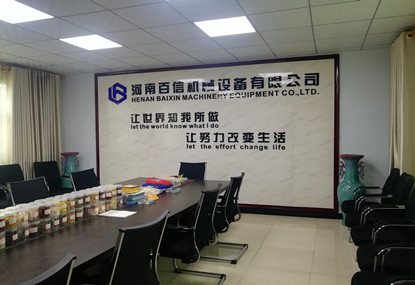 河南百信机械设备有限公司
HENAN BAIXIN MACHINERY EQUIPMENT CO.,LTD.
让世界知我所做
let the world know what I do
让努力改变生活
let the effort change life